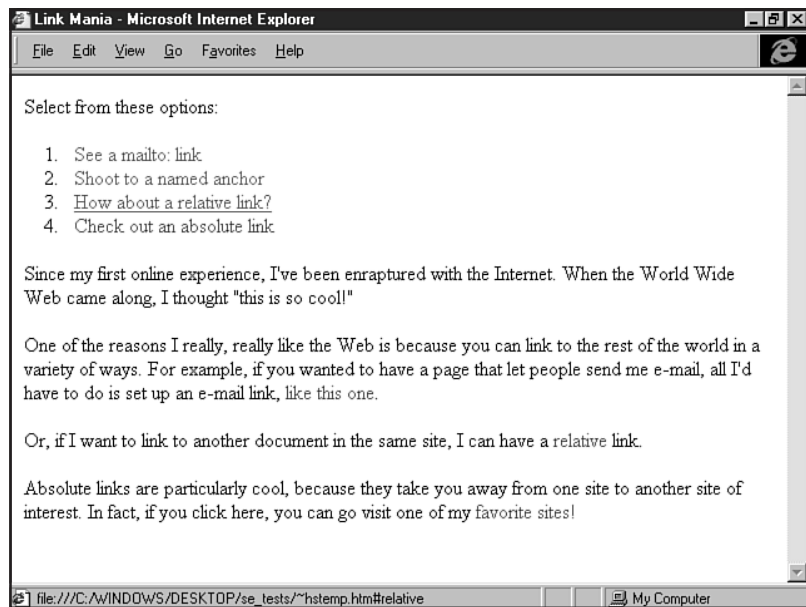 Link Mania - Microsoft Internet Explorer
File Edit View Go Favorites Help
Select from these options:
1. See a mailto: link
2. Shoot to a named anchor
3. How about a relative link?
4. Check out an absolute link
Since my first online experience, I've been enraptured with the Internet. When the World Wide
Web came along, I thought "this is so cool!"
One of the reasons I really, really like the Web is because you can link to the rest of the world in a
variety of ways. For example, if you wanted to have a page that let people send me e-mail, all I'd
have to do is set up an e-mail link, like this one.
Or, if I want to link to another document in the same site, I can have a relative link.
Absolute links are particularly cool, because they take you away from one site to another site of
interest. In fact, if you click here, you can go visit one of my favorite sites!
file:///C:/WINDOWS/DESKTOP/se_tests/~hstemp.htm#relative My Computer